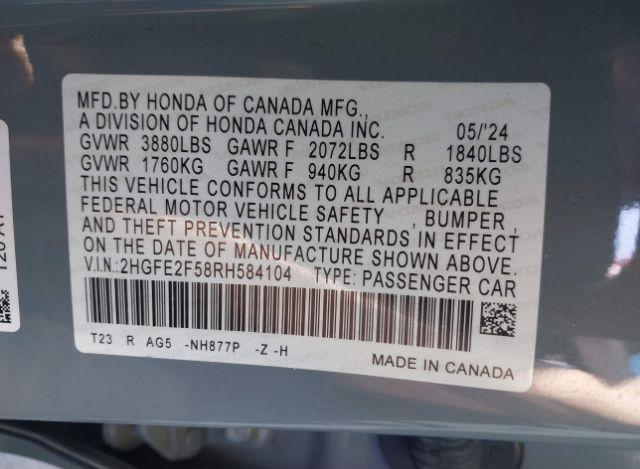 MFD.BY HONDA OF CANADA MFG.,
A DIVISION OF HONDA CANADA INC. 05/'24
GVWR 3880LBS GAWR F 2072LBS R 1840LBS
GVWR 1760KG GAWR F 940KG R 835KG
THIS VEHICLE CONFORMS TO ALL APPLICABLE
FEDERAL MOTOR VEHICLE SAFETY , BUMPER ,
AND THEFT PREVENTION STANDARDS IN EFFECT
ON THE DATE OF MANUFACTURE SHOWN ABOVE.
V.I.N.:2HGFE2F58RH584104 TYPE: PASSENGER CAR
T23 R AG5 -NH877P -Z -H
MADE IN CANADA